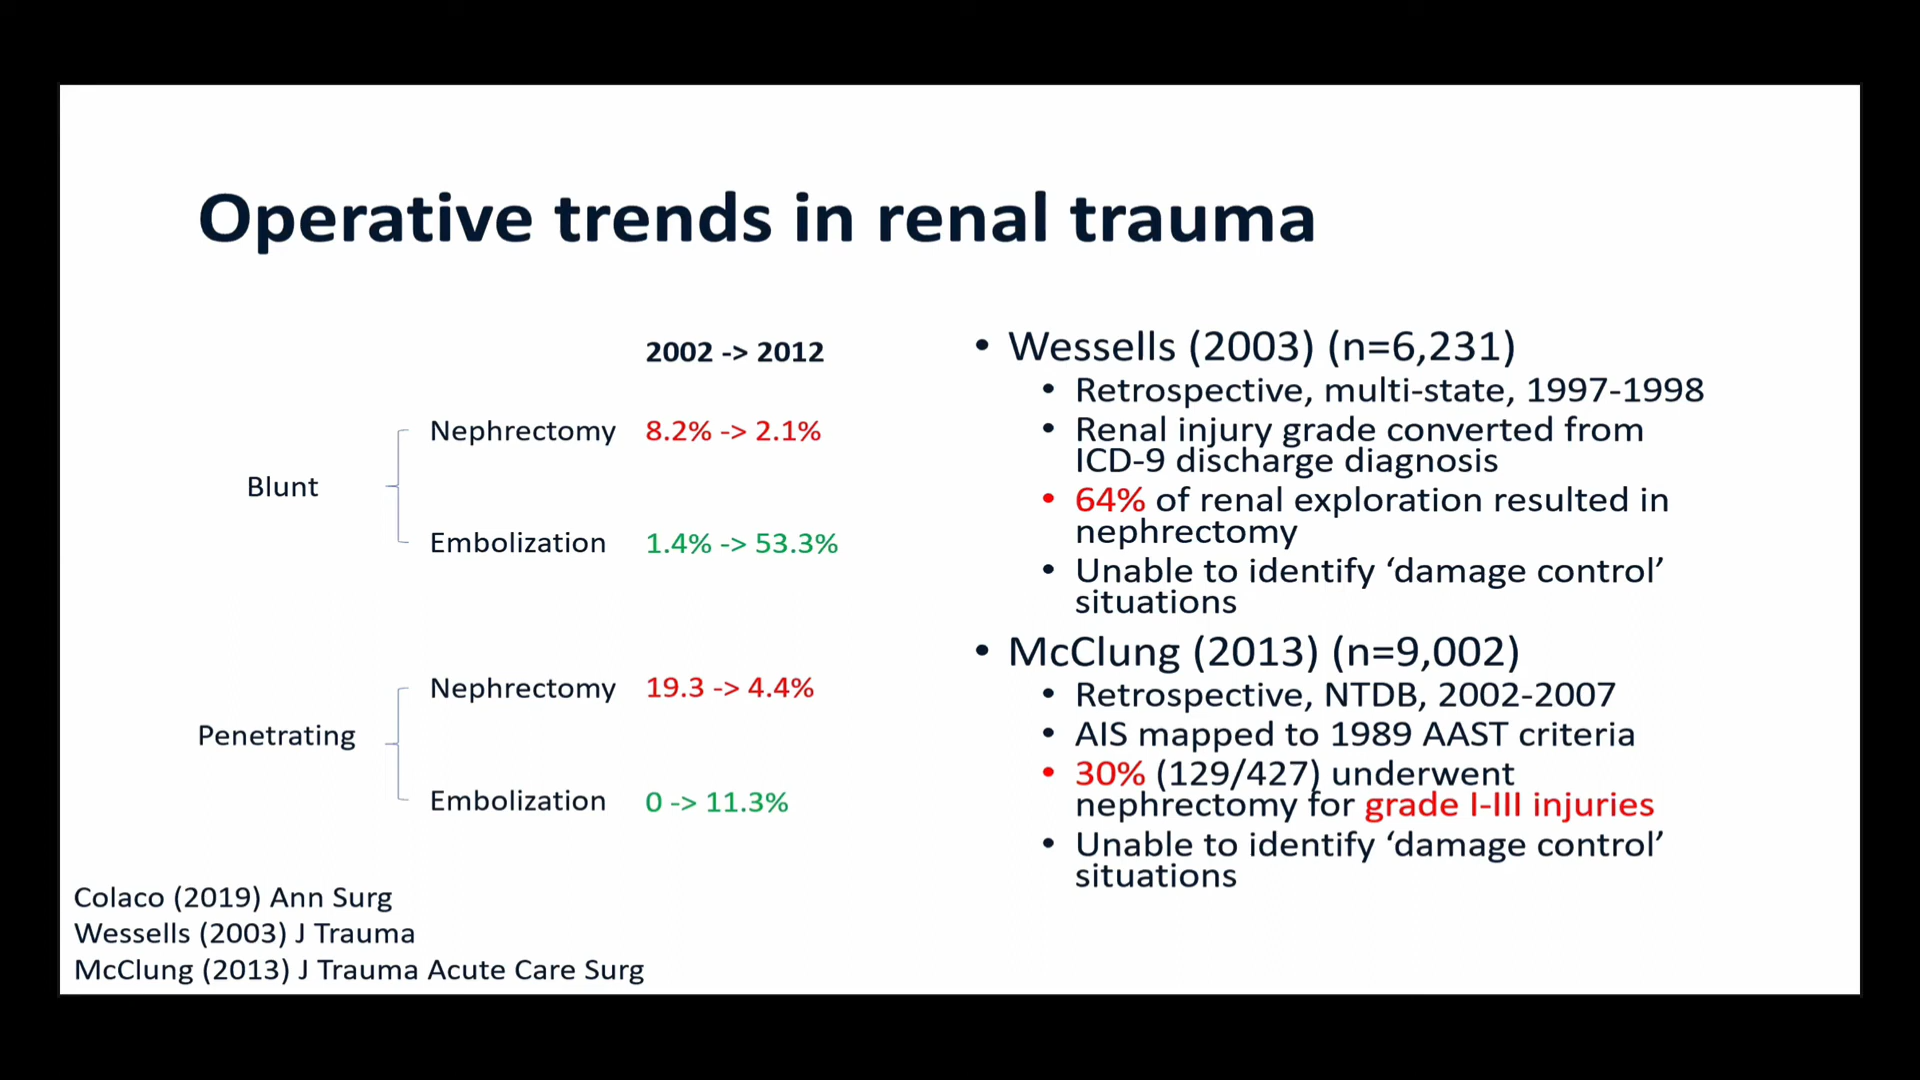 Operative trends in renal trauma
2002 -> 2012
Blunt
Nephrectomy 8.2% -> 2.1%
Embolization 1.4% -> 53.3%
Penetrating
Nephrectomy 19.3 -> 4.4%
Embolization 0 -> 11.3%
• Wessells (2003) (n=6,231)
• Retrospective, multi-state, 1997-1998
• Renal injury grade converted from
ICD-9 discharge diagnosis
• 64% of renal exploration resulted in
nephrectomy
• Unable to identify ‘damage control’
situations
• McClung (2013) (n=9,002)
• Retrospective, NTDB, 2002-2007
• AIS mapped to 1989 AAST criteria
• 30% (129/427) underwent
nephrectomy for grade I-III injuries
• Unable to identify ‘damage control’
situations
Colaco (2019) Ann Surg
Wessells (2003) J Trauma
McClung (2013) J Trauma Acute Care Surg